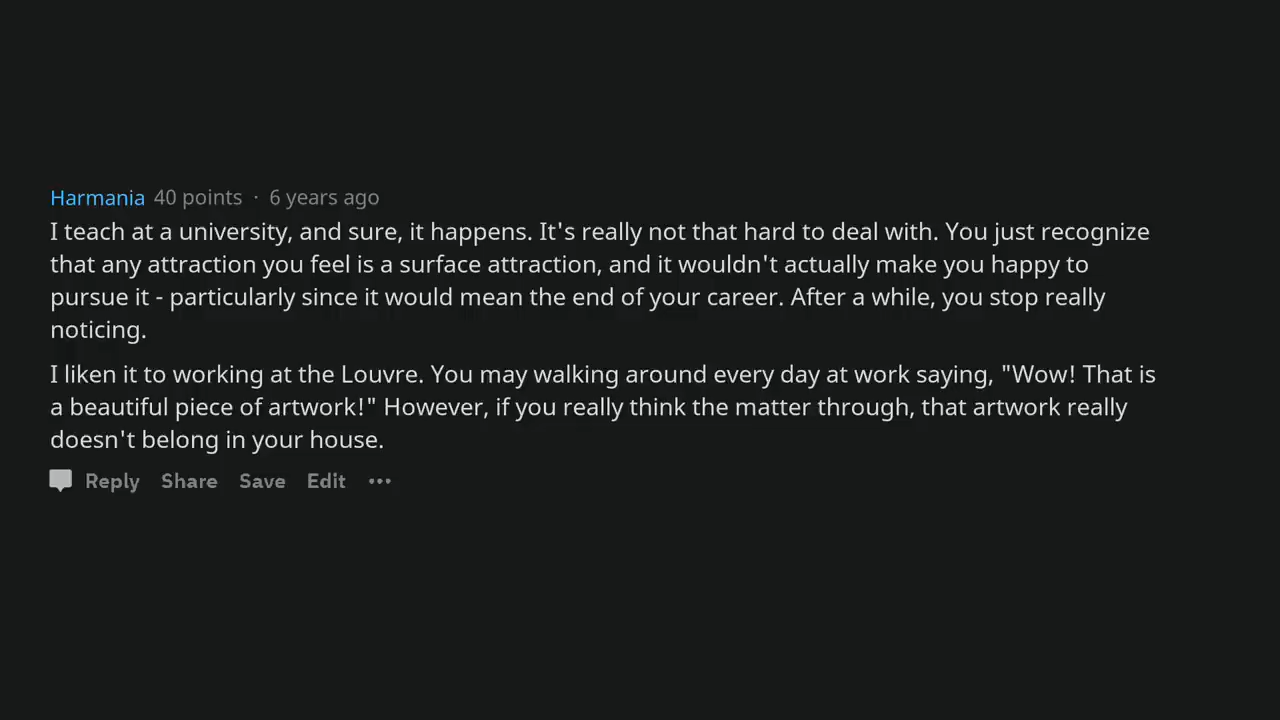 Harmania 40 points · 6 years ago
I teach at a university, and sure, it happens. It's really not that hard to deal with. You just recognize
that any attraction you feel is a surface attraction, and it wouldn't actually make you happy to
pursue it - particularly since it would mean the end of your career. After a while, you stop really
noticing.
I liken it to working at the Louvre. You may walking around every day at work saying, "Wow! That is
a beautiful piece of artwork!" However, if you really think the matter through, that artwork really
doesn't belong in your house.
Reply Share Save Edit •••